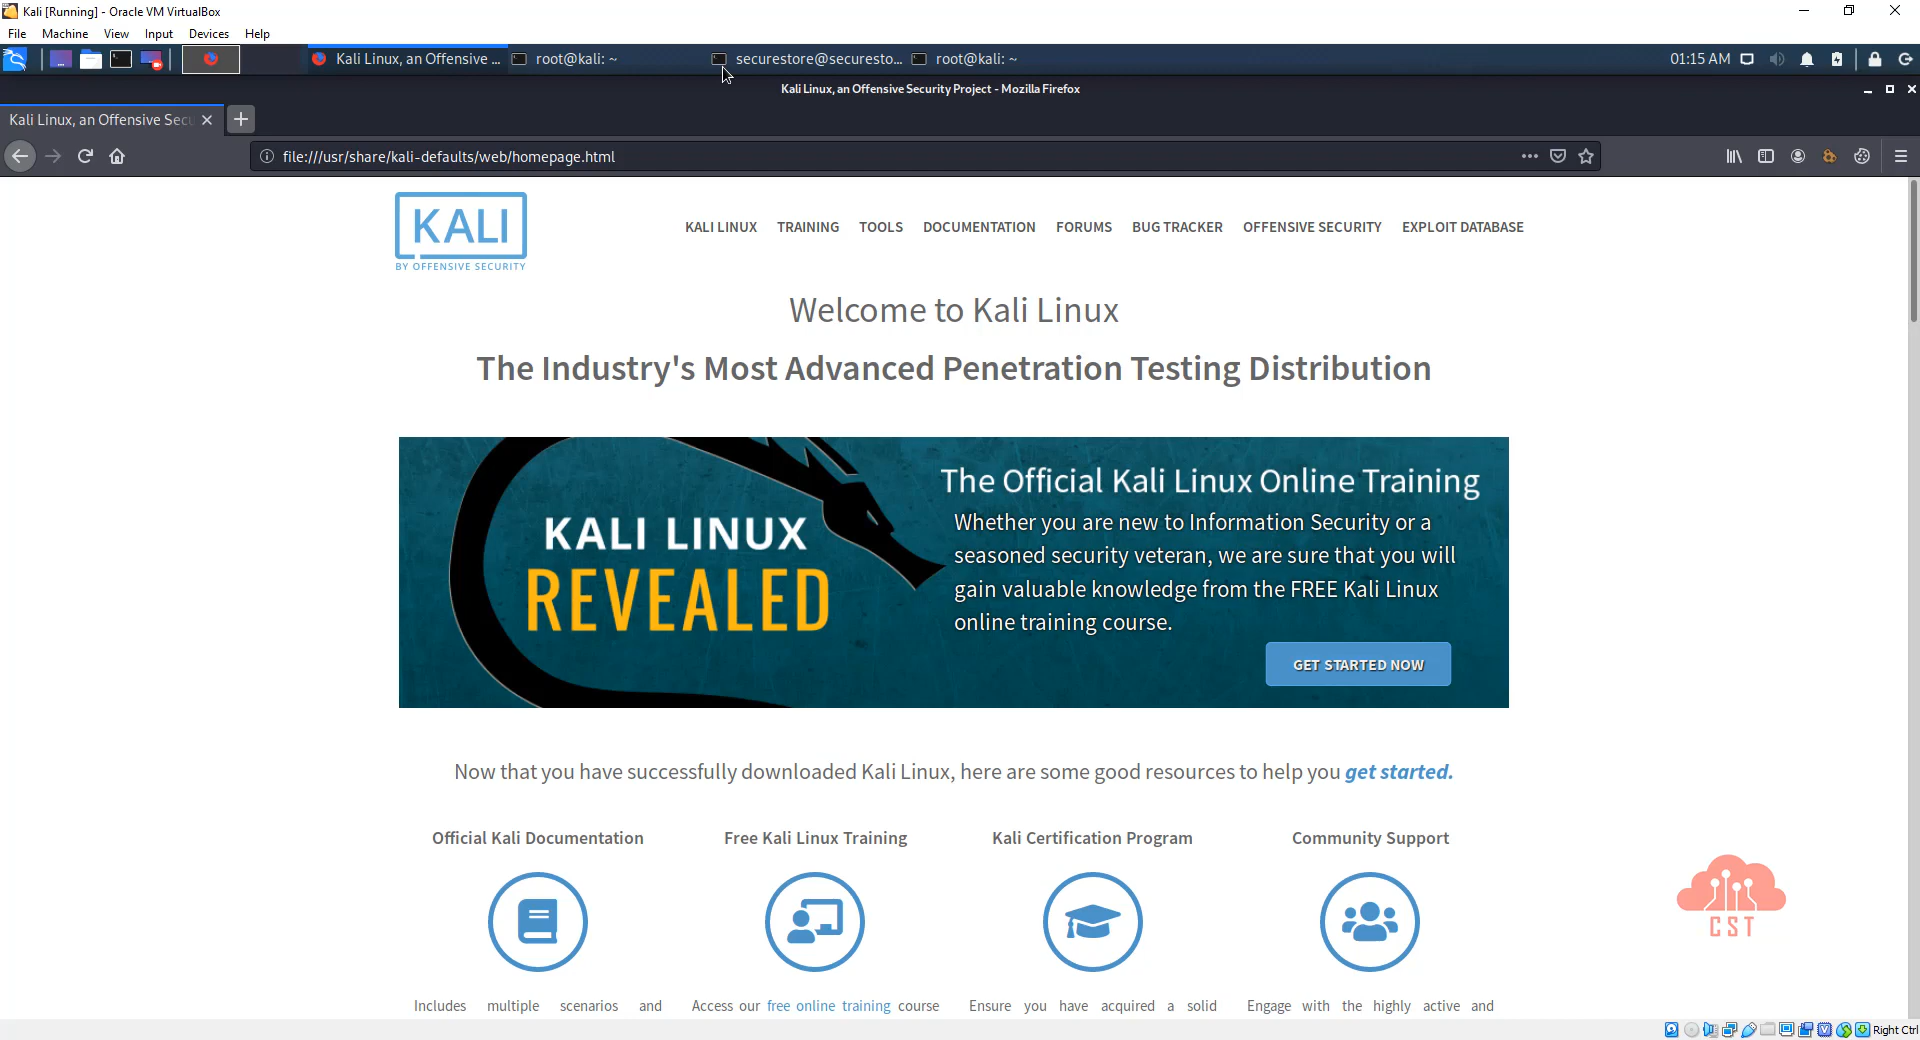 Kali [Running] - Oracle VM VirtualBox
File Machine View Input Devices Help
Kali Linux, an Offensive ... root@kali: ~ securestore@securesto... root@kali: ~ 01:15 AM
Kali Linux, an Offensive Security Project - Mozilla Firefox
Kali Linux, an Offensive Secu
file:///usr/share/kali-defaults/web/homepage.html
KALI
BY OFFENSIVE SECURITY
KALI LINUX TRAINING TOOLS DOCUMENTATION FORUMS BUG TRACKER OFFENSIVE SECURITY EXPLOIT DATABASE
Welcome to Kali Linux
The Industry's Most Advanced Penetration Testing Distribution
KALI LINUX
REVEALED
The Official Kali Linux Online Training
Whether you are new to Information Security or a
seasoned security veteran, we are sure that you will
gain valuable knowledge from the FREE Kali Linux
online training course.
GET STARTED NOW
Now that you have successfully downloaded Kali Linux, here are some good resources to help you get started.
Official Kali Documentation Free Kali Linux Training Kali Certification Program Community Support
CST
Includes multiple scenarios and Access our free online training course Ensure you have acquired a solid Engage with the highly active and
Right Ctrl